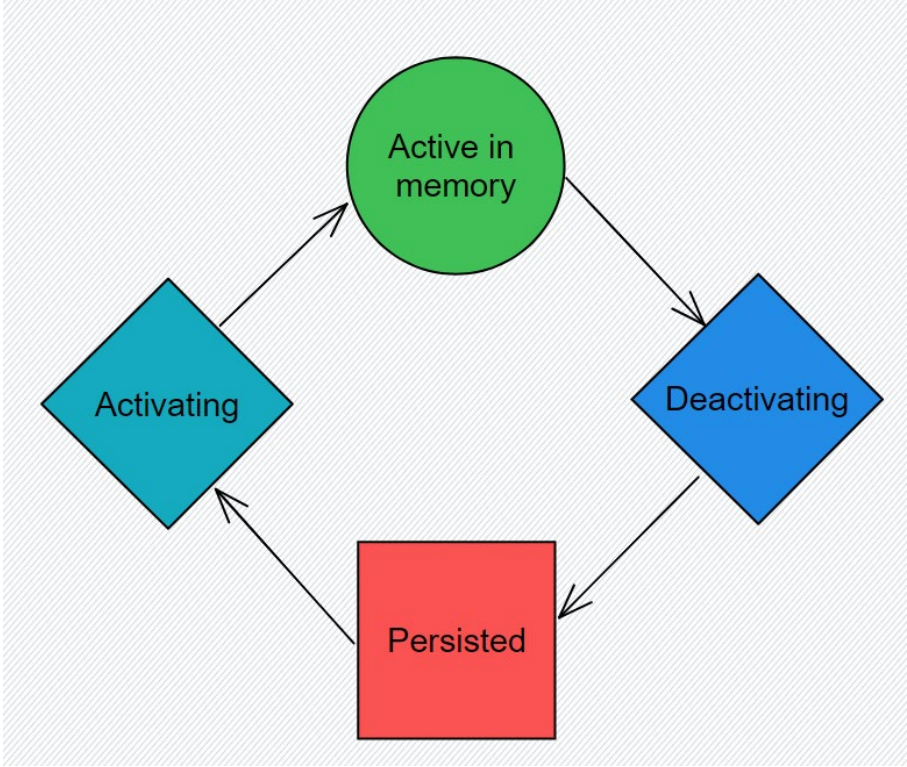 Active in
memory
Activating
Deactivating
Persisted